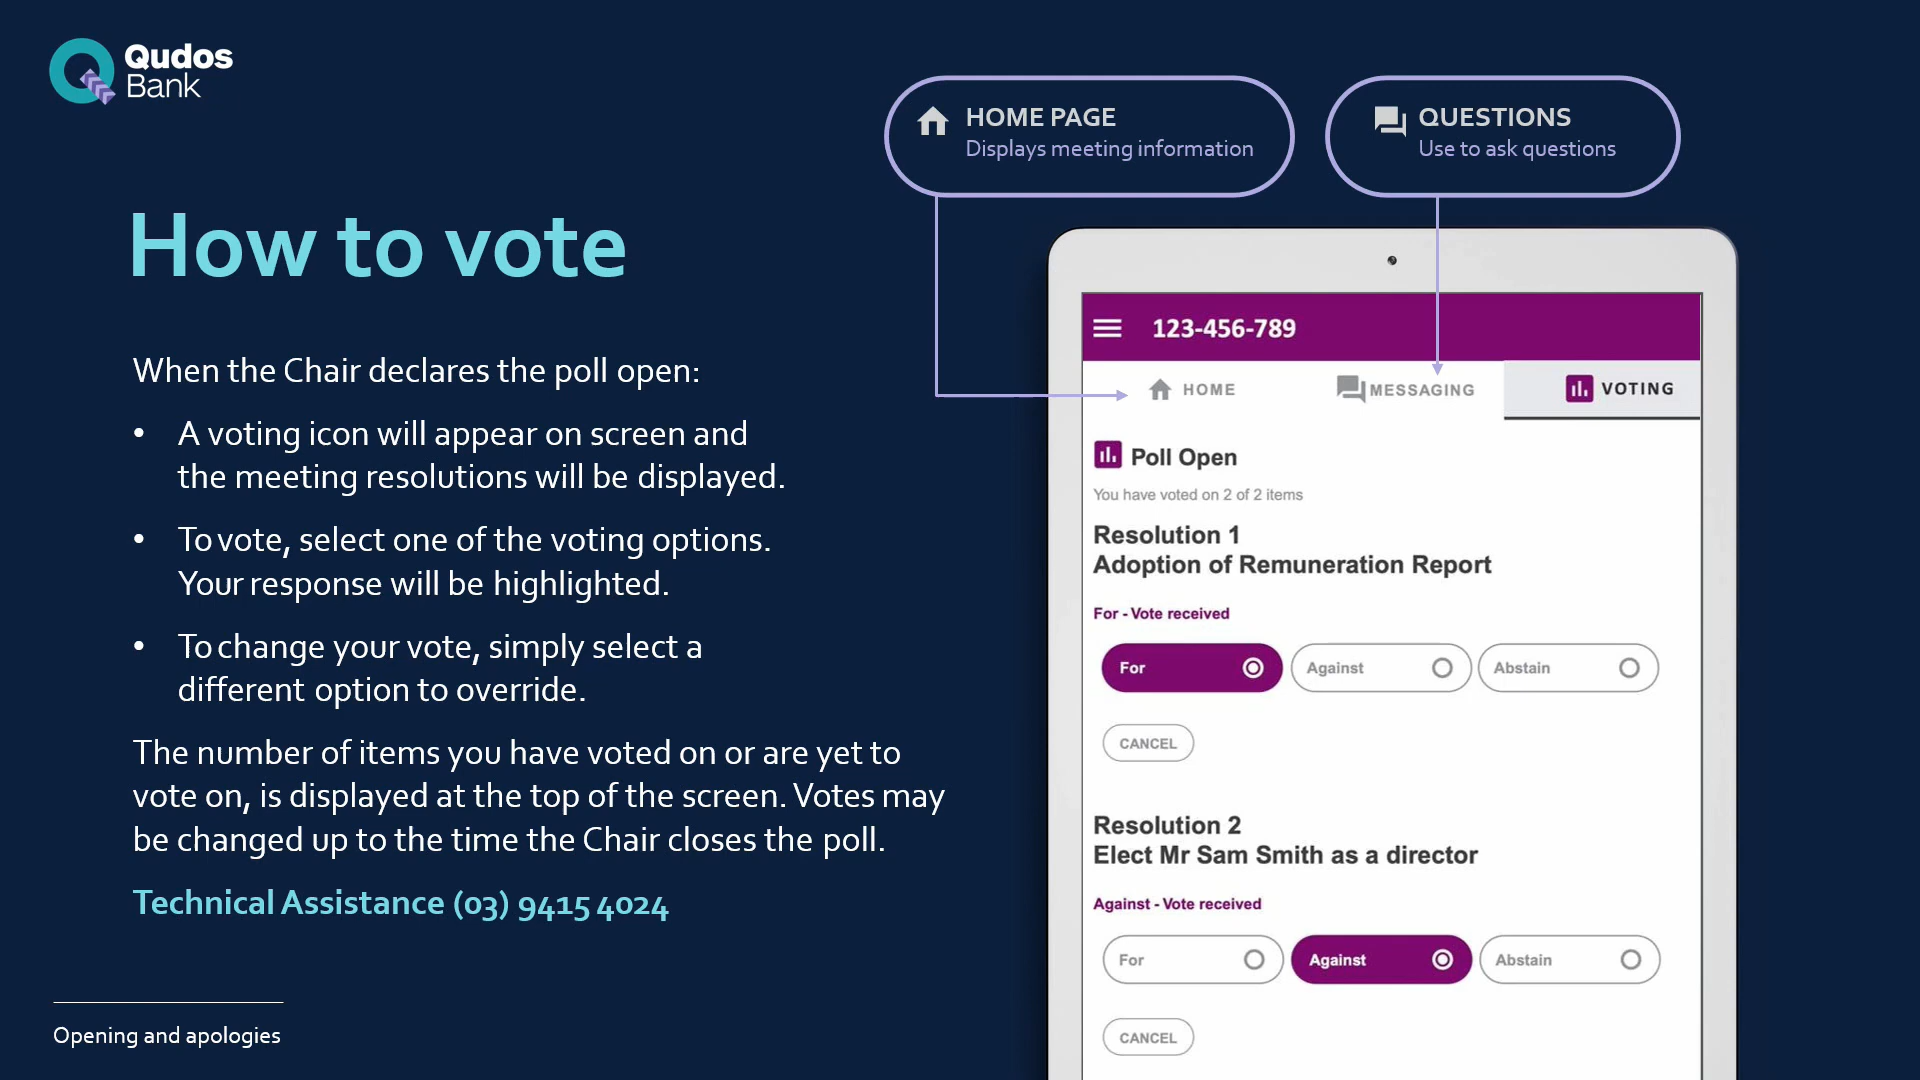 Qudos
Bank
HOME PAGE
Displays meeting information
QUESTIONS
Use to ask questions
How to vote
When the Chair declares the poll open:
• A voting icon will appear on screen and
the meeting resolutions will be displayed.
• To vote, select one of the voting options.
Your response will be highlighted.
• To change your vote, simply select a
different option to override.
The number of items you have voted on or are yet to
vote on, is displayed at the top of the screen. Votes may
be changed up to the time the Chair closes the poll.
Technical Assistance (03) 9415 4024
Opening and apologies
123-456-789
HOME MESSAGING VOTING
Poll Open
You have voted on 2 of 2 items
Resolution 1
Adoption of Remuneration Report
For - Vote received
For Against Abstain
CANCEL
Resolution 2
Elect Mr Sam Smith as a director
Against - Vote received
For Against Abstain
CANCEL